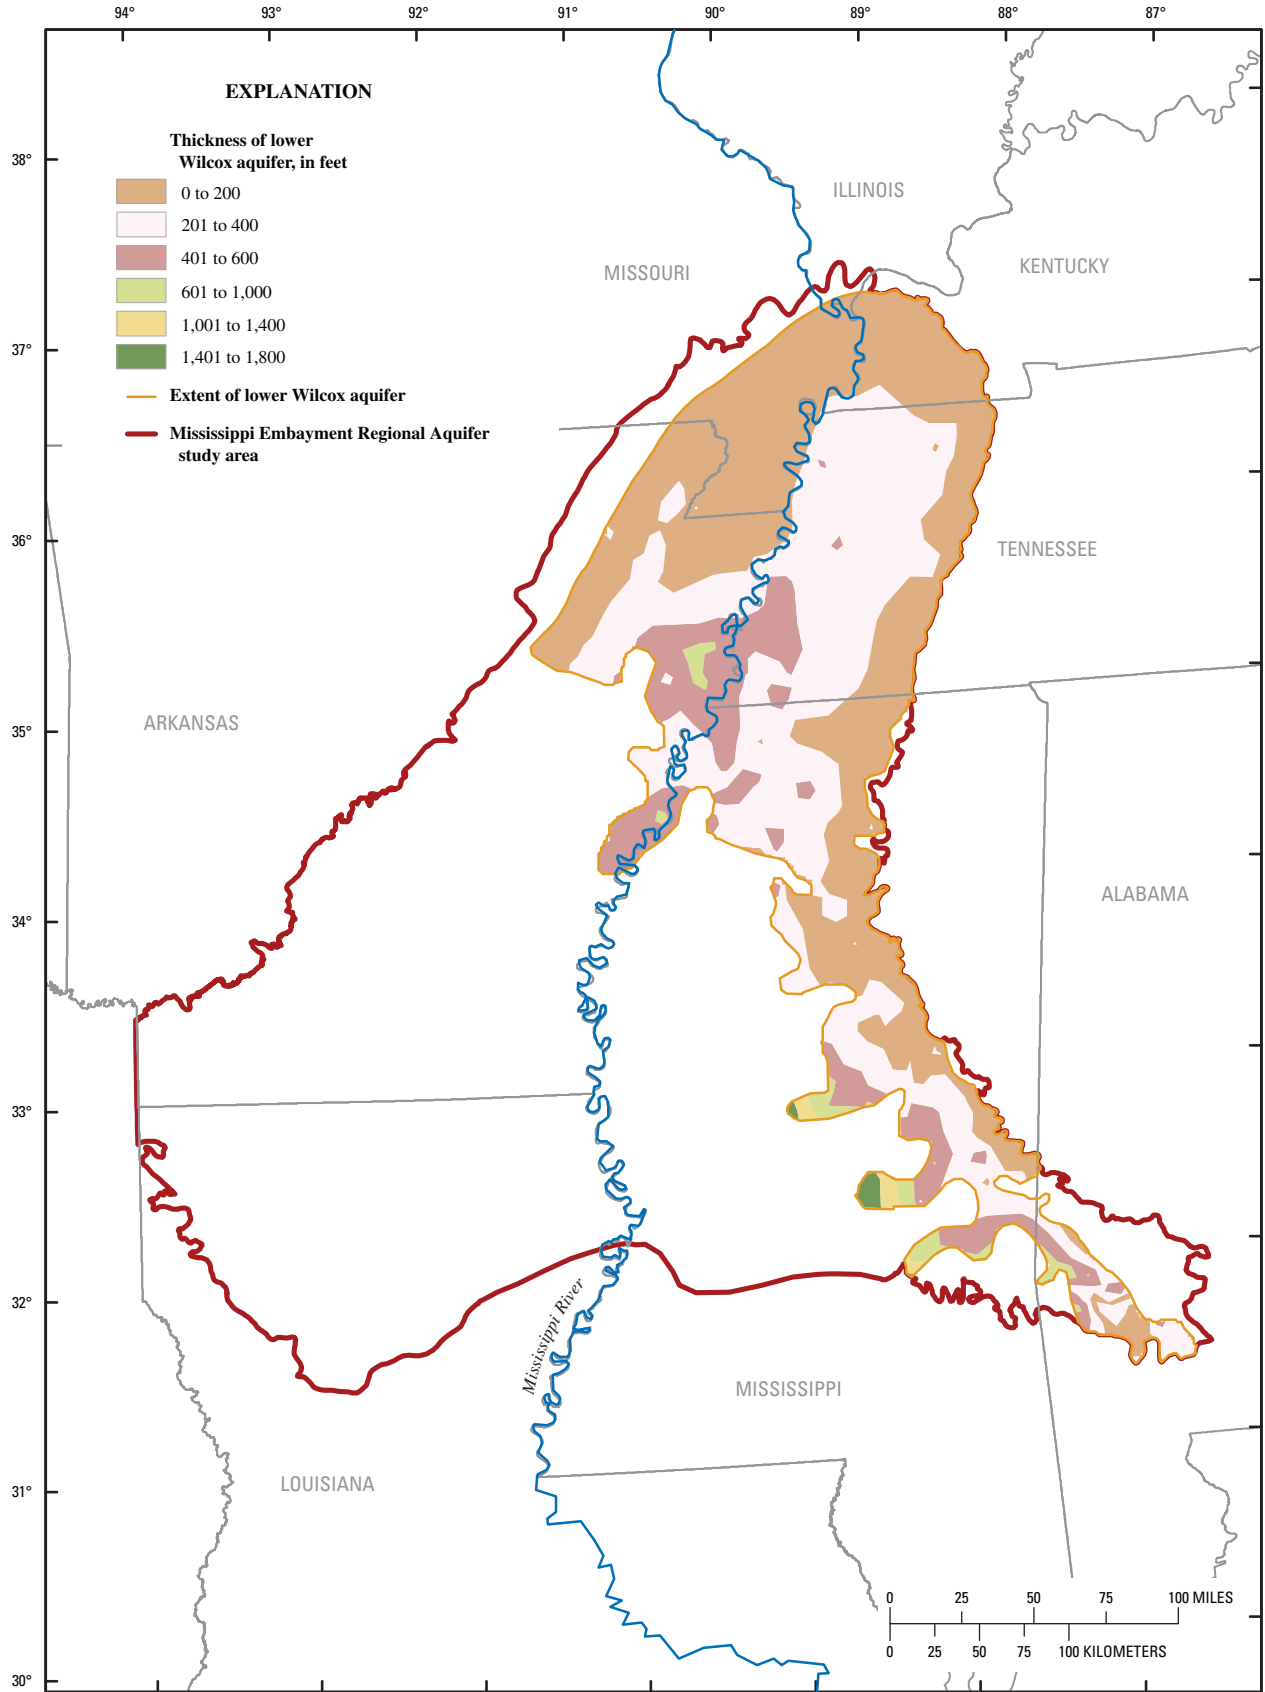 94° 93° 92° 91° 90° 89° 88° 87°
EXPLANATION
Thickness of lower
Wilcox aquifer, in feet
0 to 200
201 to 400
401 to 600
601 to 1,000
1,001 to 1,400
1,401 to 1,800
Extent of lower Wilcox aquifer
Mississippi Embayment Regional Aquifer
study area
38°
37°
36°
35°
34°
33°
32°
31°
30°
ILLINOIS
MISSOURI
KENTUCKY
TENNESSEE
ARKANSAS
ALABAMA
Mississippi River
MISSISSIPPI
LOUISIANA
0 25 50 75 100 MILES
0 25 50 75 100 KILOMETERS